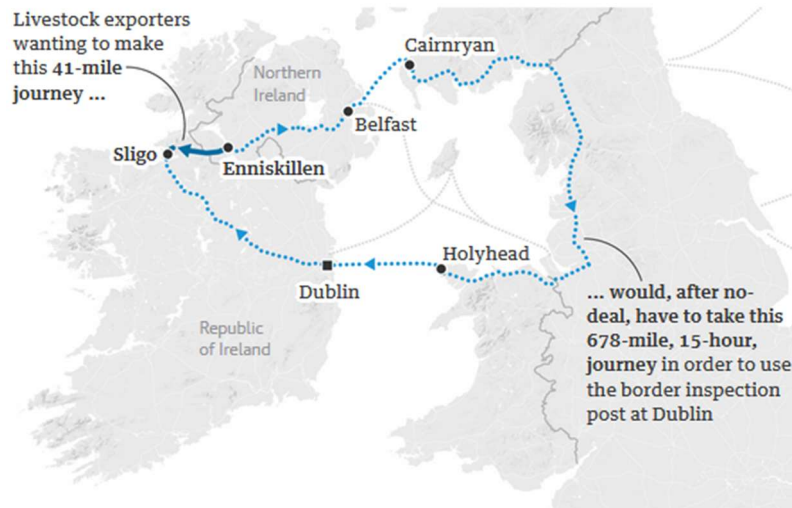 Livestock exporters
wanting to make
this 41-mile
journey ...
Cairnryan
Northern
Ireland
Belfast
Sligo
Enniskillen
Holyhead
Dublin
... would, after no-
deal, have to take this
678-mile, 15-hour,
journey in order to use
the border inspection
post at Dublin
Republic
of Ireland